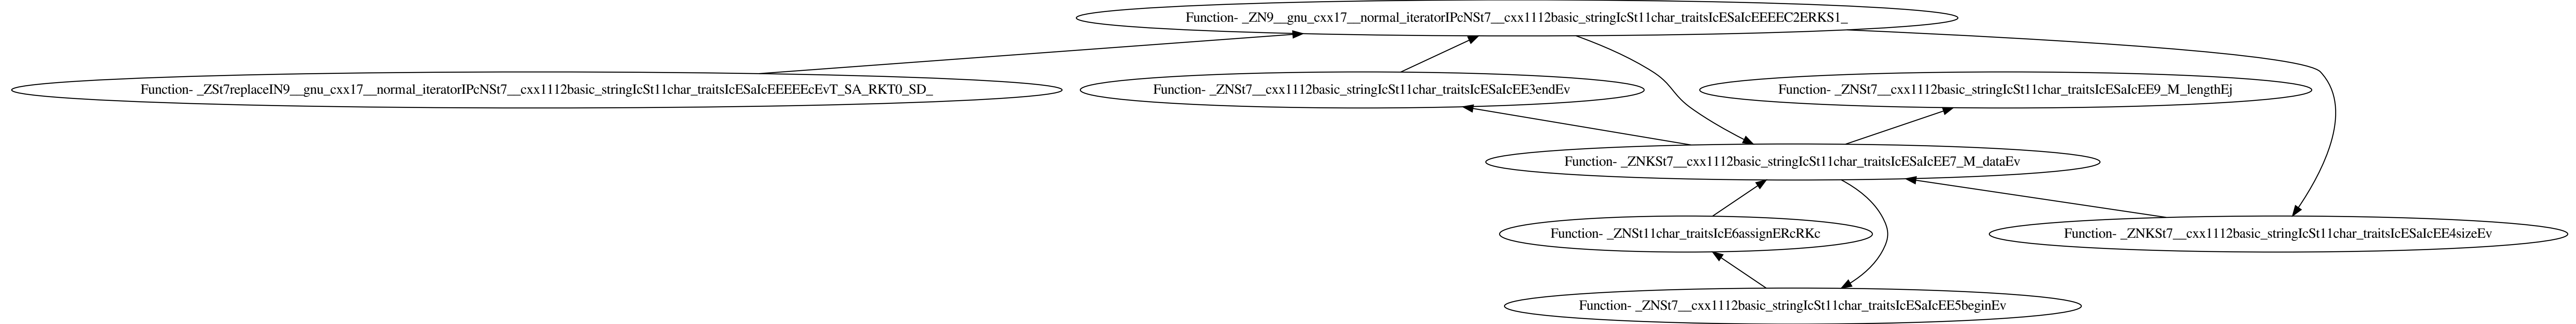 Function- _ZN9__gnu_cxx17__normal_iteratorIPcNSt7__cxx1112basic_stringIcSt11char_traitsIcESaIcEEEEC2ERKS1_
Function- _ZSt7replaceIN9__gnu_cxx17__normal_iteratorIPcNSt7__cxx1112basic_stringIcSt11char_traitsIcESaIcEEEEEcEvT_SA_RKT0_SD_
Function- _ZNSt7__cxx1112basic_stringIcSt11char_traitsIcESaIcEE3endEv
Function- _ZNSt7__cxx1112basic_stringIcSt11char_traitsIcESaIcEE9_M_lengthEj
Function- _ZNKSt7__cxx1112basic_stringIcSt11char_traitsIcESaIcEE7_M_dataEv
Function- _ZNSt11char_traitsIcE6assignERcRKc
Function- _ZNKSt7__cxx1112basic_stringIcSt11char_traitsIcESaIcEE4sizeEv
Function- _ZNSt7__cxx1112basic_stringIcSt11char_traitsIcESaIcEE5beginEv